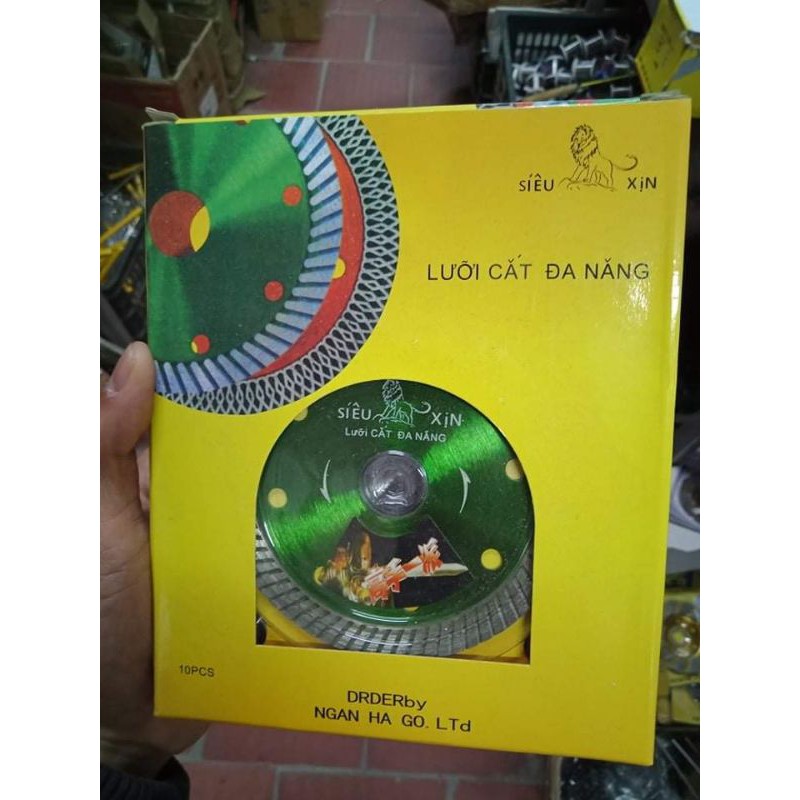 SIÊU XịN
LƯỠI CẮT ĐA NĂNG
SIÊU XịN
Lưỡi CẮT ĐA NĂNG
10PCS
DRDERby
NGAN HA GO. LTd